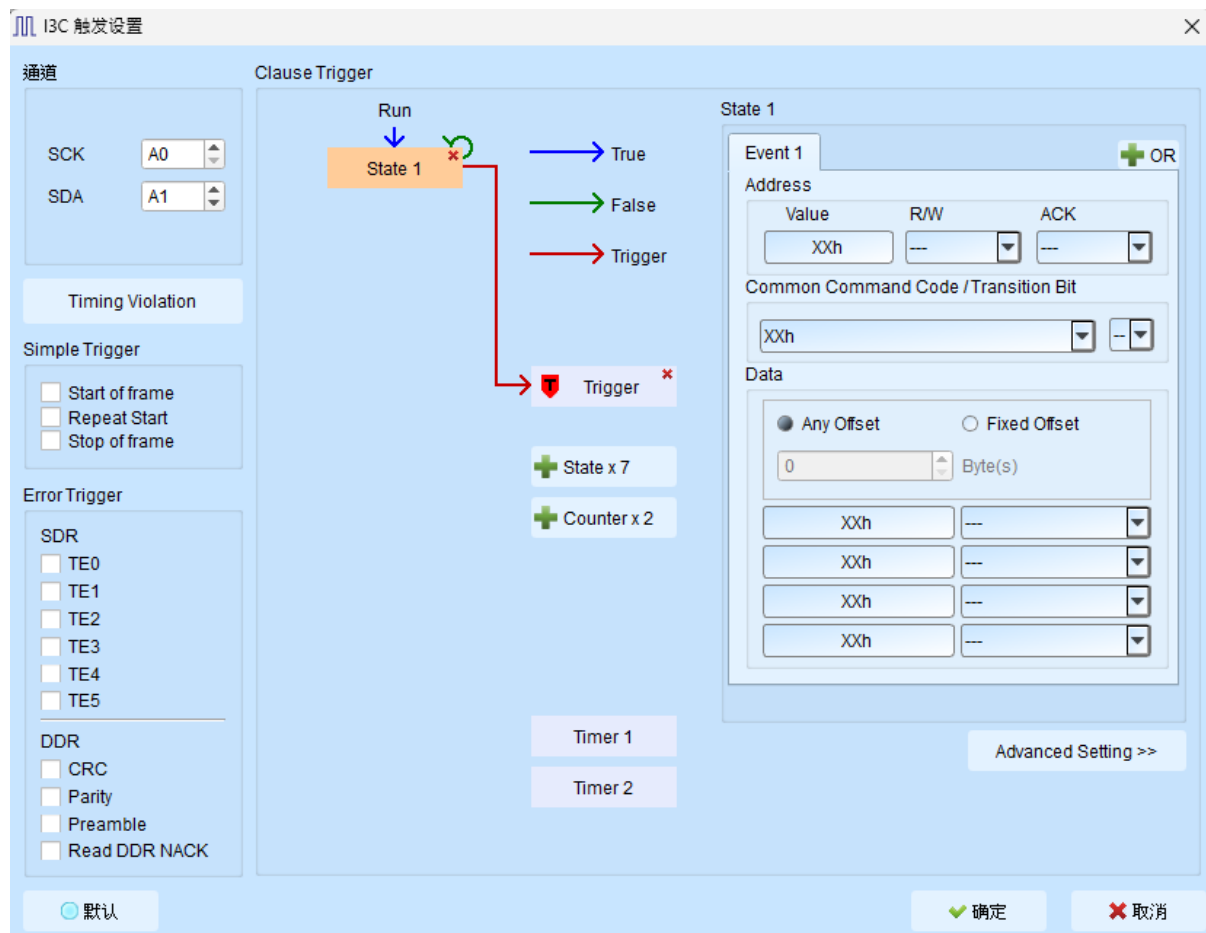 I3C 触发设置
通道
SCK
A0
SDA
A1
Timing Violation
Simple Trigger
Start of frame
Repeat Start
Stop of frame
Error Trigger
SDR
TE0
TE1
TE2
TE3
TE4
TE5
DDR
CRC
Parity
Preamble
Read DDR NACK
默认
Clause Trigger
Run
State 1
True
False
Trigger
T Trigger
State x 7
Counter x 2
Timer 1
Timer 2
State 1
Event 1
OR
Address
Value R/W ACK
XXh --- ---
Common Command Code / Transition Bit
XXh --
Data
Any Offset Fixed Offset
0 Byte(s)
XXh ---
XXh ---
XXh ---
XXh ---
Advanced Setting >>
确定 取消